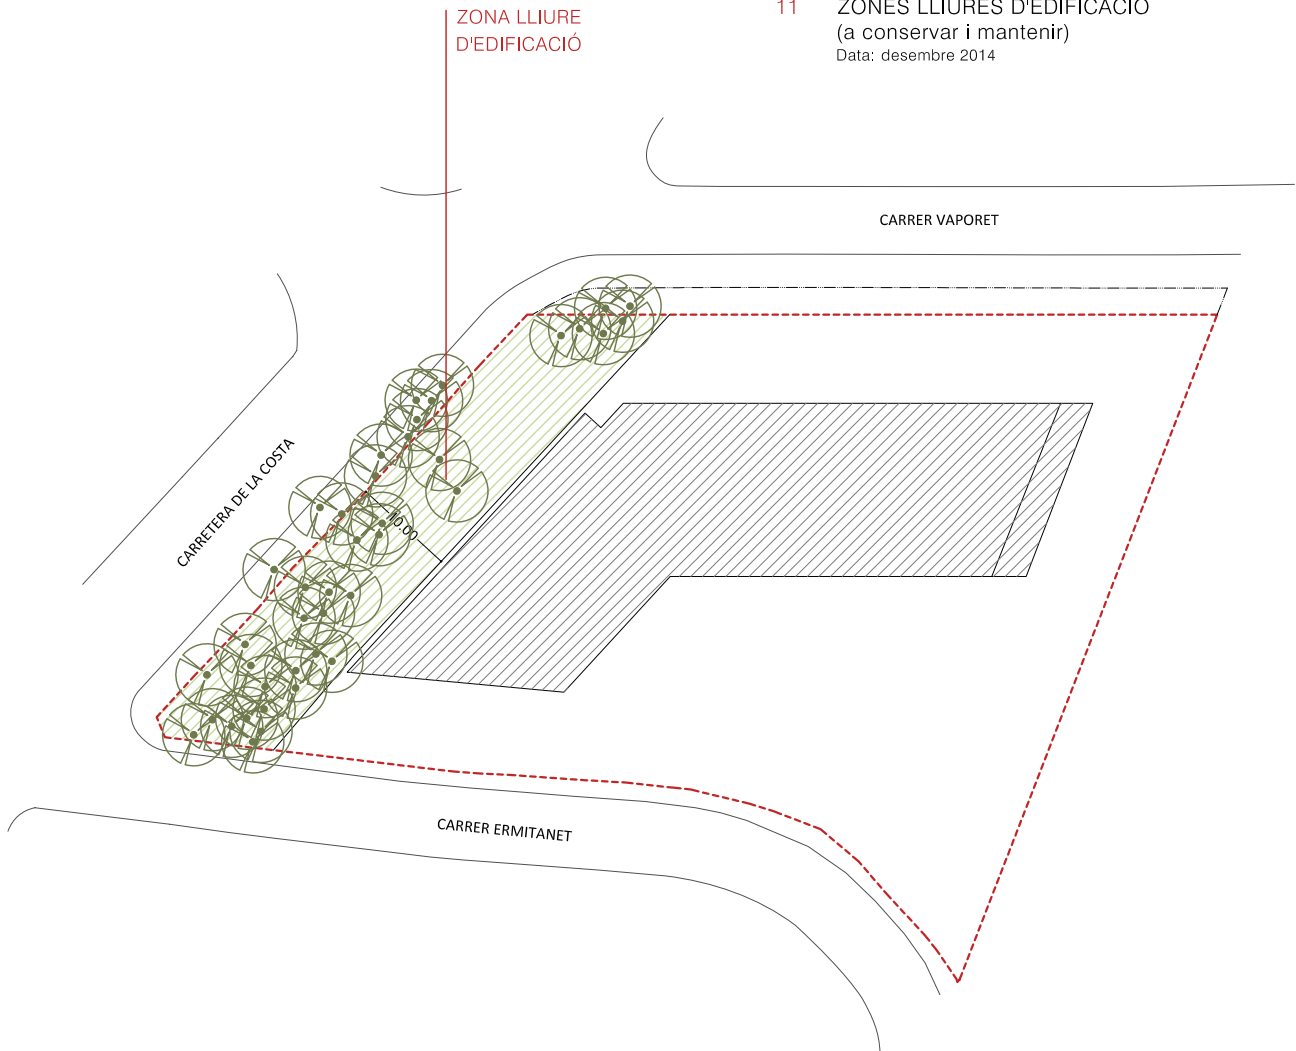 ZONA LLIURE
D'EDIFICACIÓ
11 ZONES LLIURES D'EDIFICACIÓ
(a conservar i mantenir)
Data: desembre 2014
CARRER VAPORET
CARRETERA DE LA COSTA
10.00
CARRER ERMITANET